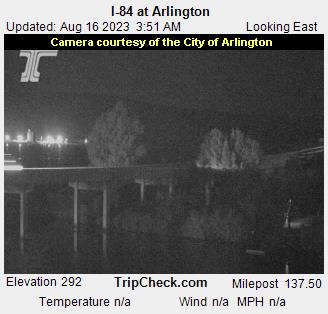 I-84 at Arlington
Updated: Aug 16 2023 3:51 AM Looking East
Camera courtesy of the City of Arlington
Elevation 292 TripCheck.com Milepost 137.50
Temperature n/a Wind n/a MPH n/a